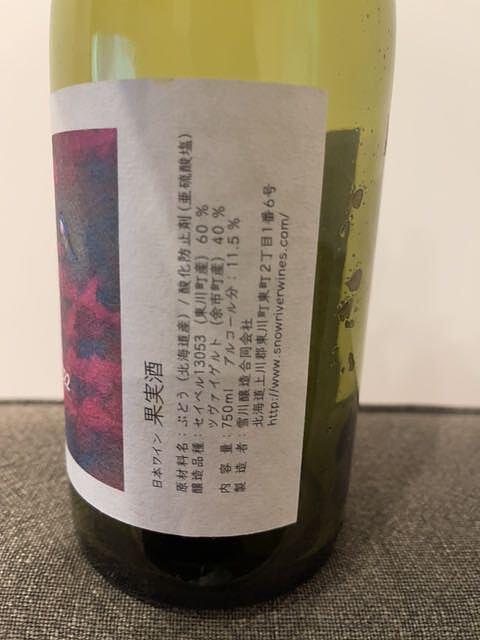 日本ワイン 果実酒
原材料名：ぶどう（北海道産）/ 酸化防止剤（亜硫酸塩）
醸造品種：セイベル13053（東川町産）60％
ツヴァイゲルト（余市町産）40％
内容量：750ml アルコール分：11.5％
製造者：雪川醸造合同会社
北海道上川郡東川町東町2丁目1番6号
http://www.snowriverwines.com/